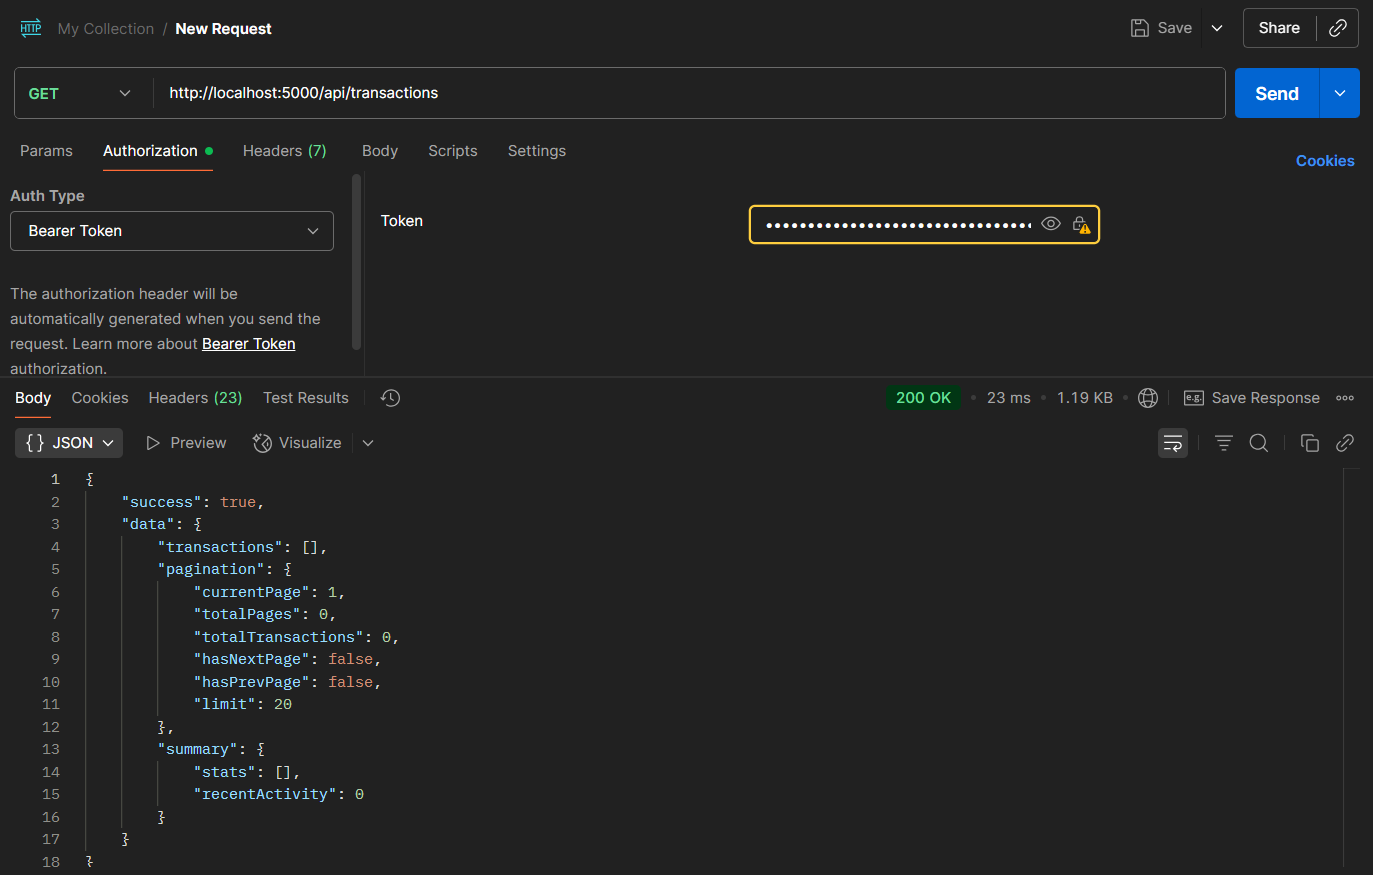 HTTP My Collection / New Request Save Share
GET http://localhost:5000/api/transactions Send
Params Authorization Headers (7) Body Scripts Settings Cookies
Auth Type
Bearer Token
Token
The authorization header will be
automatically generated when you send the
request. Learn more about Bearer Token
authorization.
Body Cookies Headers (23) Test Results 200 OK • 23 ms • 1.19 KB • e.g. Save Response
{} JSON Preview Visualize
1 {
2 "success": true,
3 "data": {
4 "transactions": [],
5 "pagination": {
6 "currentPage": 1,
7 "totalPages": 0,
8 "totalTransactions": 0,
9 "hasNextPage": false,
10 "hasPrevPage": false,
11 "limit": 20
12 },
13 "summary": {
14 "stats": [],
15 "recentActivity": 0
16 }
17 }
18 }